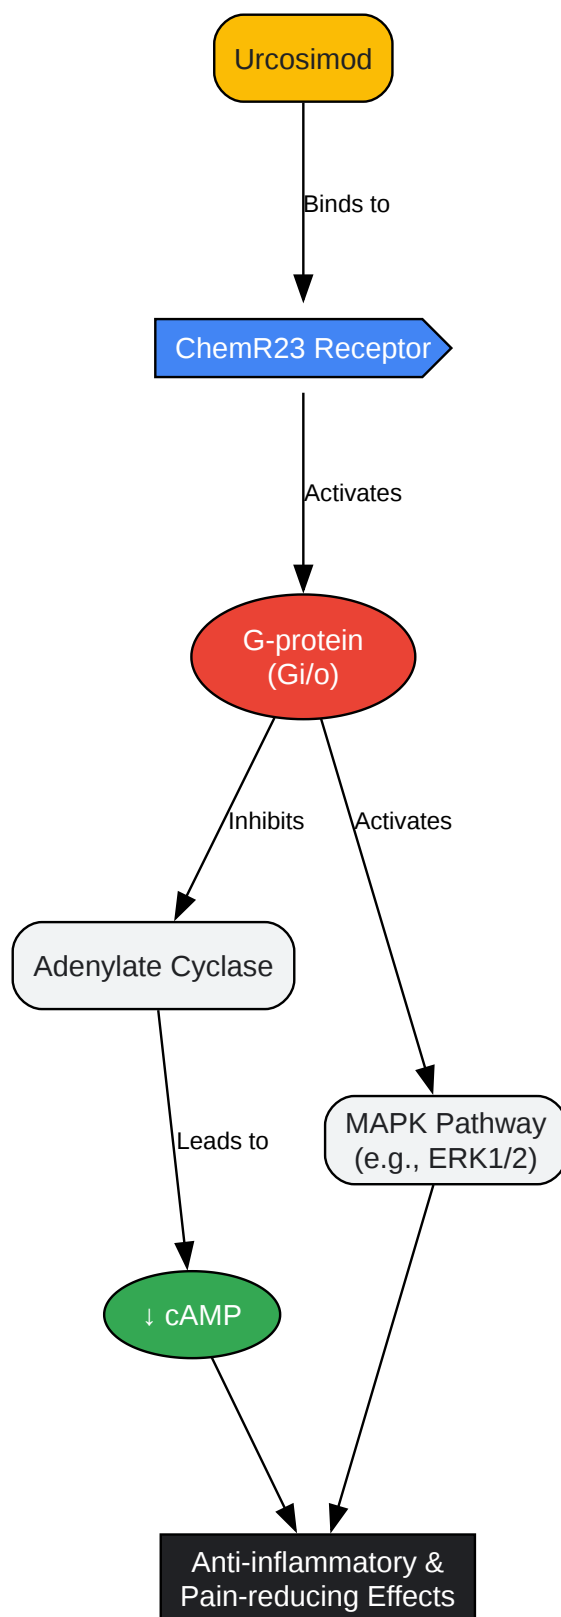 Urcosimod
Binds to
ChemR23 Receptor
Activates
G-protein
(Gi/o)
Inhibits
Activates
Adenylate Cyclase
Leads to
MAPK Pathway
(e.g., ERK1/2)
↓ cAMP
Anti-inflammatory &
Pain-reducing Effects